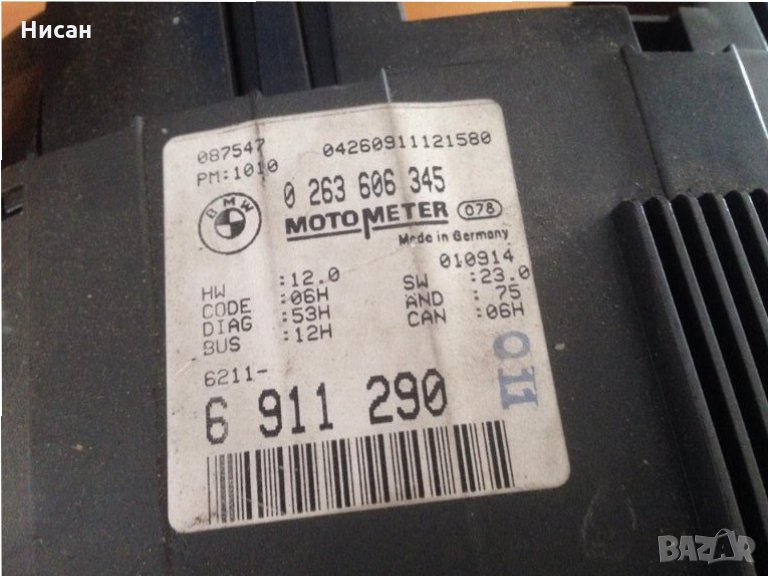 Нисан
087547 04260911121580
PM:1010
0 263 606 345
BMW
MOTOMETER 078
Made in Germany
010914
HW :12.0 SW :23.0
CODE :06H AND : 75
DIAG :53H CAN :06H
BUS :12H
011
6211-
6 911 290
BAZAR